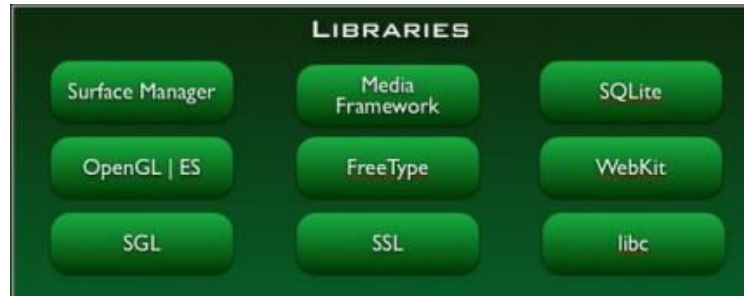 LIBRARIES
Surface Manager
Media
Framework
SQLite
OpenGL | ES
FreeType
WebKit
SGL
SSL
libc